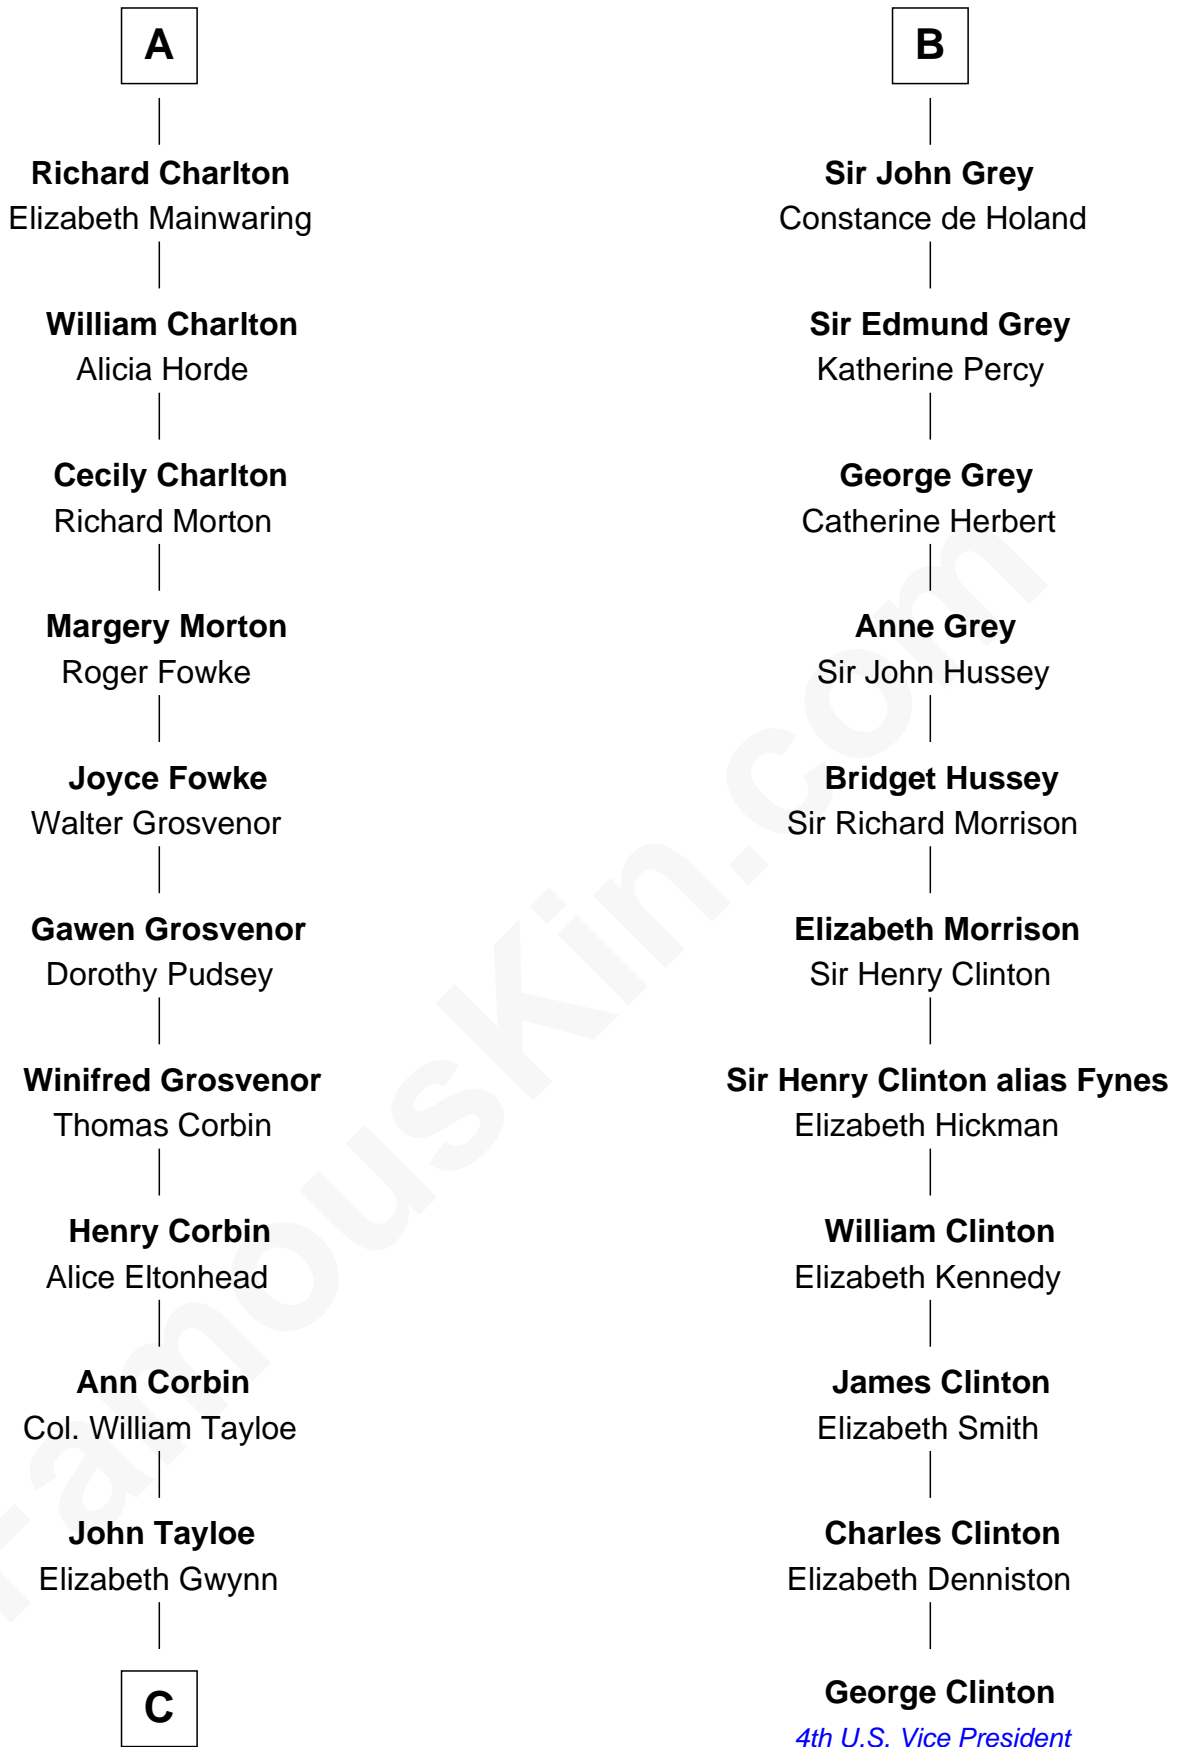 A
Richard Charlton
Elizabeth Mainwaring
William Charlton
Alicia Horde
Cecily Charlton
Richard Morton
Margery Morton
Roger Fowke
Joyce Fowke
Walter Grosvenor
Gawen Grosvenor
Dorothy Pudsey
Winifred Grosvenor
Thomas Corbin
Henry Corbin
Alice Eltonhead
Ann Corbin
Col. William Tayloe
John Tayloe
Elizabeth Gwynn
C
B
Sir John Grey
Constance de Holand
Sir Edmund Grey
Katherine Percy
George Grey
Catherine Herbert
Anne Grey
Sir John Hussey
Bridget Hussey
Sir Richard Morrison
Elizabeth Morrison
Sir Henry Clinton
Sir Henry Clinton alias Fynes
Elizabeth Hickman
William Clinton
Elizabeth Kennedy
James Clinton
Elizabeth Smith
Charles Clinton
Elizabeth Denniston
George Clinton
4th U.S. Vice President
FamousKin.com